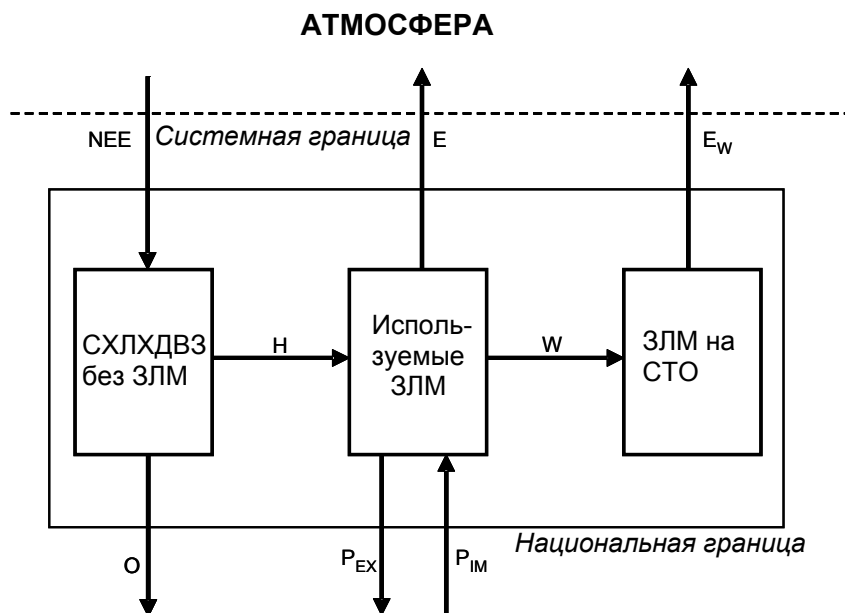 АТМОСФЕРА
NEE
Системная граница
E
E_W
СХЛХДВЗ
без ЗЛМ
H
Исполь-
зуемые
ЗЛМ
W
ЗЛМ на
СТО
O
P_EX
P_IM
Национальная граница